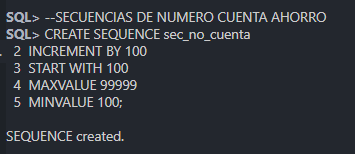 SQL> --SECUENCIAS DE NUMERO CUENTA AHORRO
SQL> CREATE SEQUENCE sec_no_cuenta
2 INCREMENT BY 100
3 START WITH 100
4 MAXVALUE 99999
5 MINVALUE 100;
SEQUENCE created.